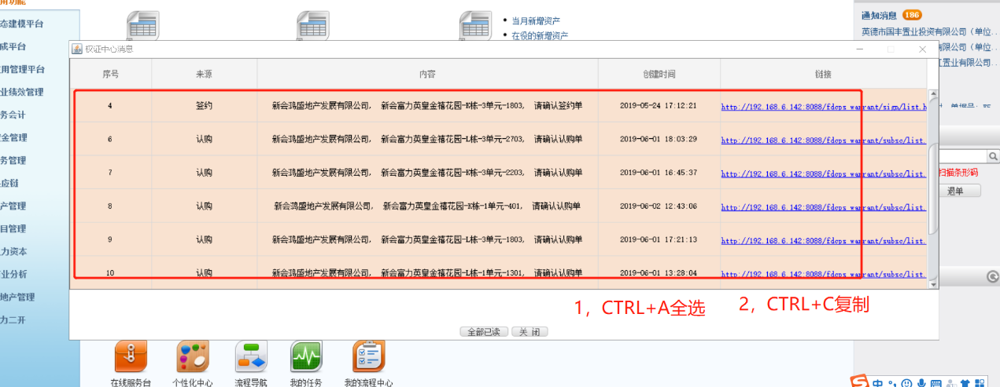 用功能
态建模平台
成平台
用管理平台
业绩效管理
务会计
金管理
务管理
应链
产管理
目管理
力资本
业分析
地产管理
力二开
当月新增资产
在役的新增资产
通知消息 186
英德市国丰置业投资有限公司（单位..
限公司（单位..
江置业有限公司..
扫描条形码
退单
权证中心消息
序号 来源 内容 创建时间 链接
4 签约 新会鸿盛地产发展有限公司， 新会富力英皇金禧花园-K栋-3单元-1803， 请确认签约单 2019-05-24 17:12:21 http://192.168.6.142:8088/fdcps_warrant/sign/list.h
6 认购 新会鸿盛地产发展有限公司， 新会富力英皇金禧花园-L栋-3单元-2703， 请确认认购单 2019-06-01 18:03:29 http://192.168.6.142:8088/fdcps_warrant/subsc/list.
7 认购 新会鸿盛地产发展有限公司， 新会富力英皇金禧花园-K栋-3单元-2203， 请确认认购单 2019-06-01 16:45:37 http://192.168.6.142:8088/fdcps_warrant/subsc/list.
8 认购 新会鸿盛地产发展有限公司， 新会富力英皇金禧花园-K栋-1单元-401， 请确认认购单 2019-06-02 12:43:06 http://192.168.6.142:8088/fdcps_warrant/subsc/list.
9 认购 新会鸿盛地产发展有限公司， 新会富力英皇金禧花园-L栋-3单元-1803， 请确认认购单 2019-06-01 17:21:13 http://192.168.6.142:8088/fdcps_warrant/subsc/list.
10 认购 新会鸿盛地产发展有限公司， 新会富力英皇金禧花园-L栋-1单元-1301， 请确认认购单 2019-06-01 13:28:04 http://192.168.6.142:8088/fdcps_warrant/subsc/list.
1，CTRL+A全选 2，CTRL+C复制
全部已读 关 闭
在线服务台 个性化中心 流程导航 我的任务 我的流程中心
中